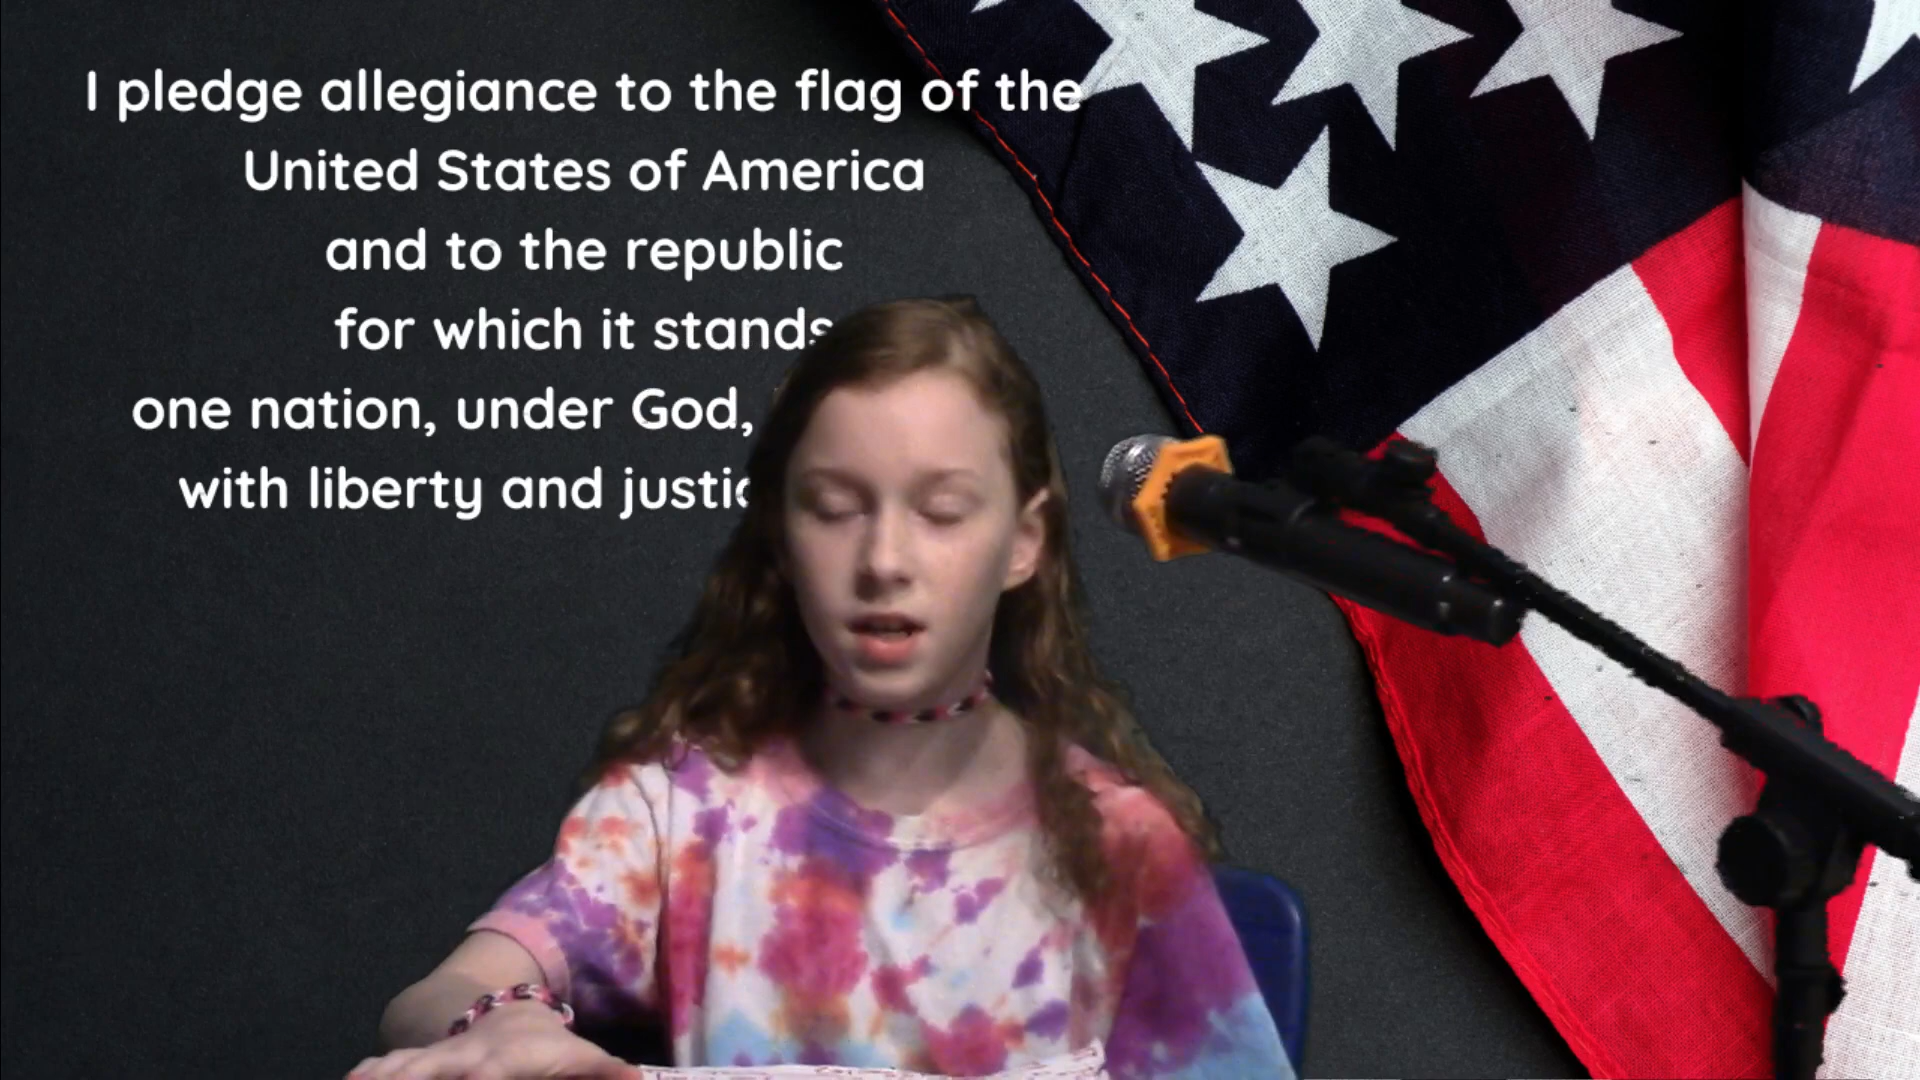 I pledge allegiance to the flag of the
United States of America
and to the republic
for which it stands
one nation, under God,
with liberty and justic